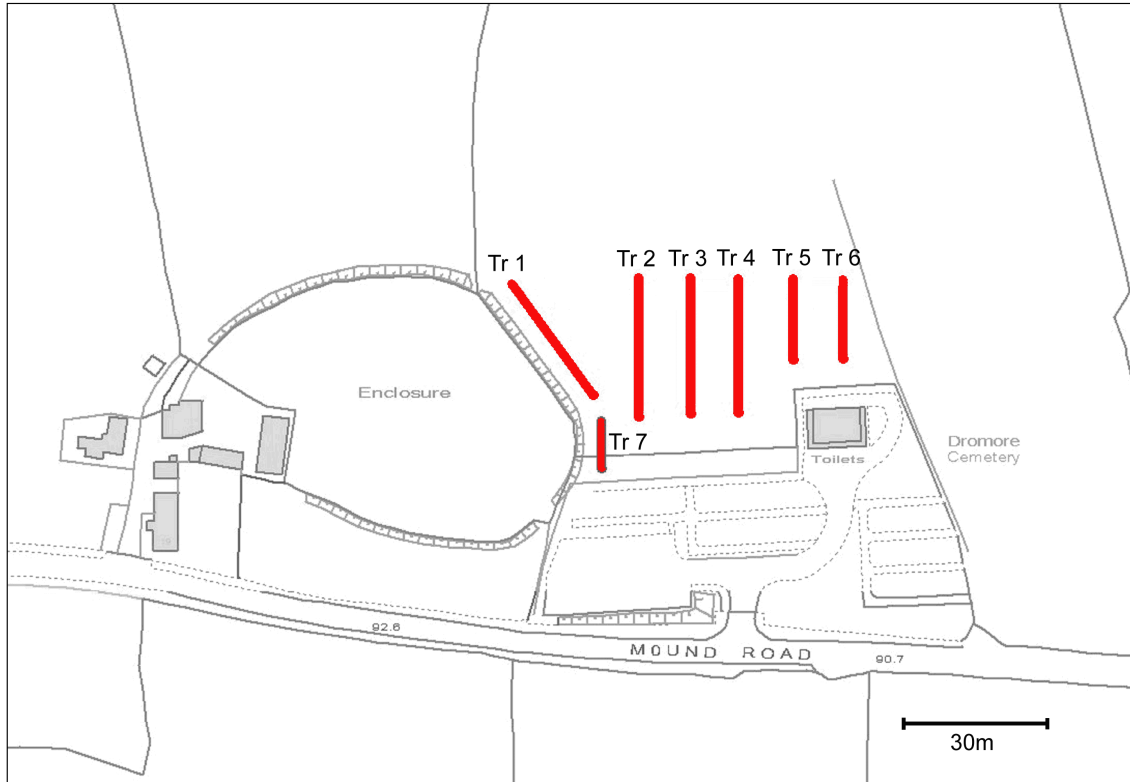 Tr 1
Tr 2
Tr 3
Tr 4
Tr 5
Tr 6
Enclosure
Tr 7
Toilets
Dromore
Cemetery
92.6
MOUND ROAD
90.7
30m